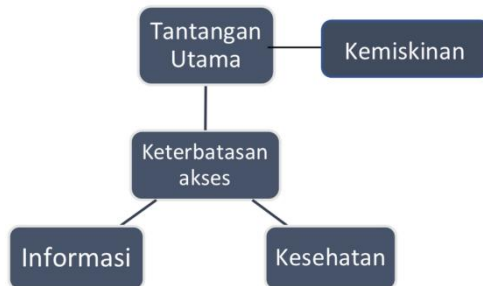 Tantangan
Utama
Kemiskinan
Keterbatasan
akses
Informasi
Kesehatan